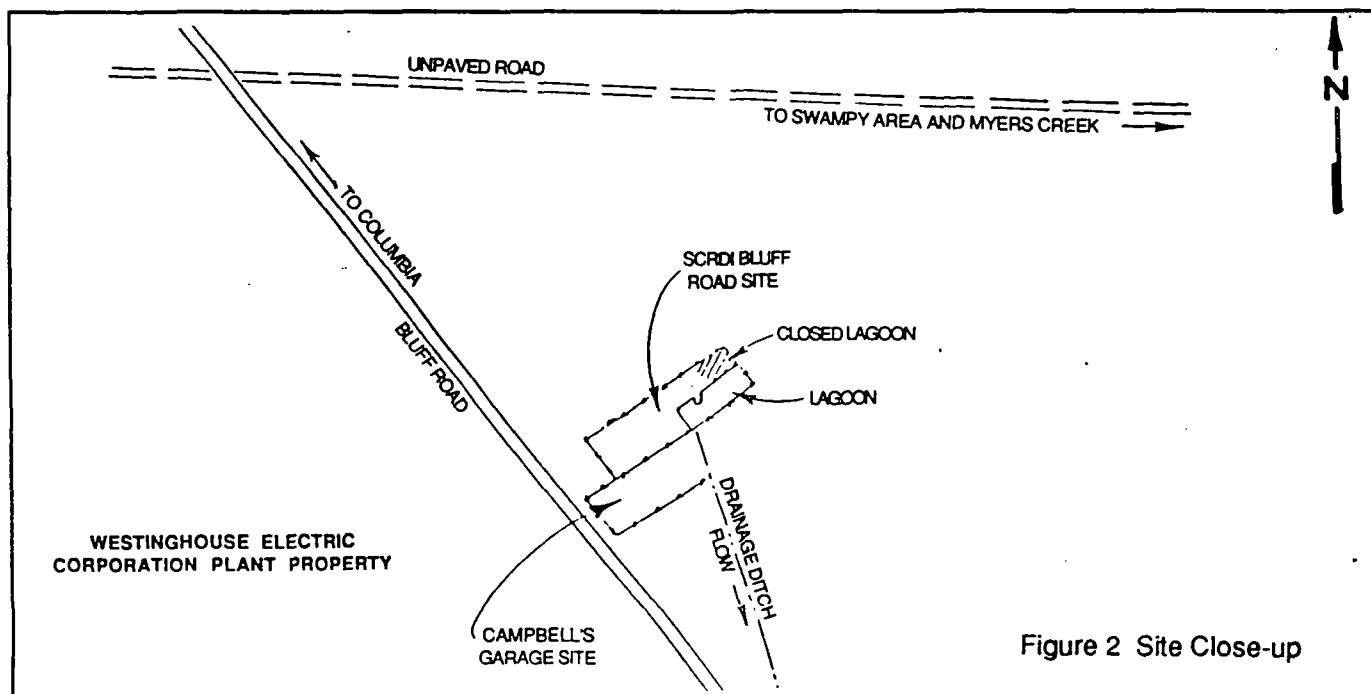 UNPAVED ROAD
TO SWAMPY AREA AND MYERS CREEK
N
TO COLUMBIA
BLUFF ROAD
SCRDI BLUFF
ROAD SITE
CLOSED LAGOON
LAGOON
DRAINAGE DITCH
FLOW
WESTINGHOUSE ELECTRIC
CORPORATION PLANT PROPERTY
CAMPBELL'S
GARAGE SITE
Figure 2 Site Close-up